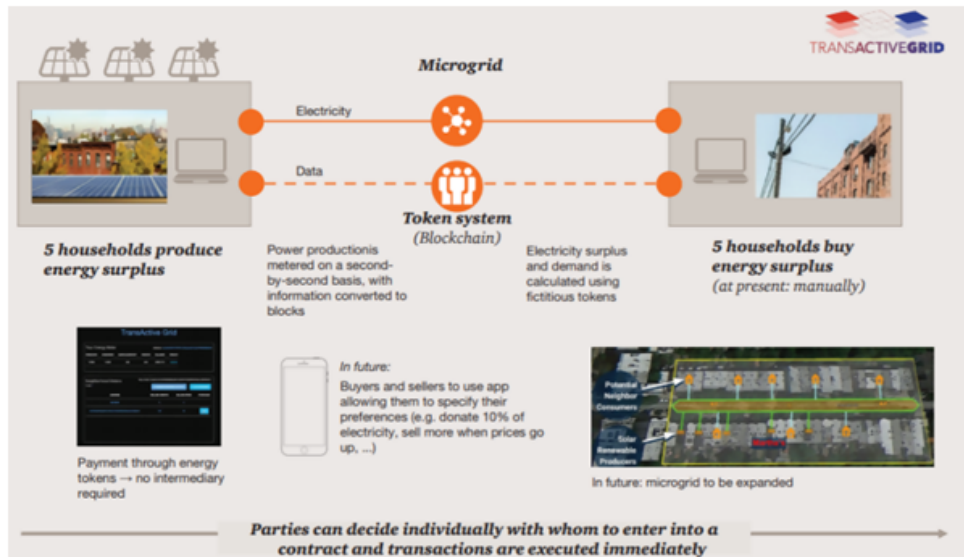 TRANSACTIVEGRID
Microgrid
Electricity
Data
Token system
(Blockchain)
5 households produce
energy surplus
Power productionis
metered on a second-
by-second basis, with
information converted to
blocks
Electricity surplus
and demand is
calculated using
fictitious tokens
5 households buy
energy surplus
(at present: manually)
TransActive Grid
Payment through energy
tokens → no intermediary
required
In future:
Buyers and sellers to use app
allowing them to specify their
preferences (e.g. donate 10% of
electricity, sell more when prices go
up, ...)
Potential
Neighbor
Consumers
Solar
Renewable
Producers
In future: microgrid to be expanded
Parties can decide individually with whom to enter into a
contract and transactions are executed immediately